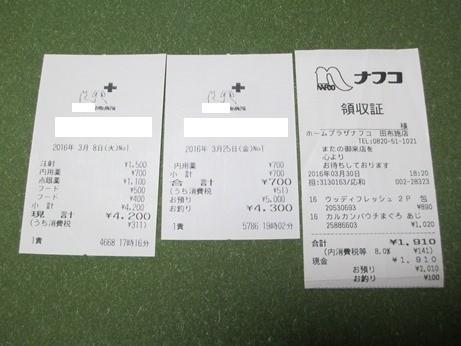 2016年 3月 8日(火)No1
注射 ¥1,500
内用薬 ¥700
点眼薬 ¥1,100
フード ¥500
フード ¥400
小 計 ¥4,200
現 計 ¥4,200
(うち消費税 ¥311)
1責 4668 17時16分
2016年 3月25日(金)No1
内用薬 ¥700
小 計 ¥700
合 計 ¥700
(うち消費税 ¥51)
お預り ¥5,000
お釣り ¥4,300
1責 5786 19時02分
NAFCO ナフコ
領収証
様
ホームプラザナフコ 田布施店
TEL:0820-51-1021
またの御来店を
心より
お待ちしております
2016年03月30日 18:20
担:3130163/応和 002-28323
16 ウッディフレッシュ 2P 包
20530693 ¥890
16 カルカンパウチまぐろ あじ
25886603 ¥1,020
合計 ¥1,910
(内消費税等 8.0% ¥141)
現金 ¥1,910
お預り ¥2,010
お釣り ¥100